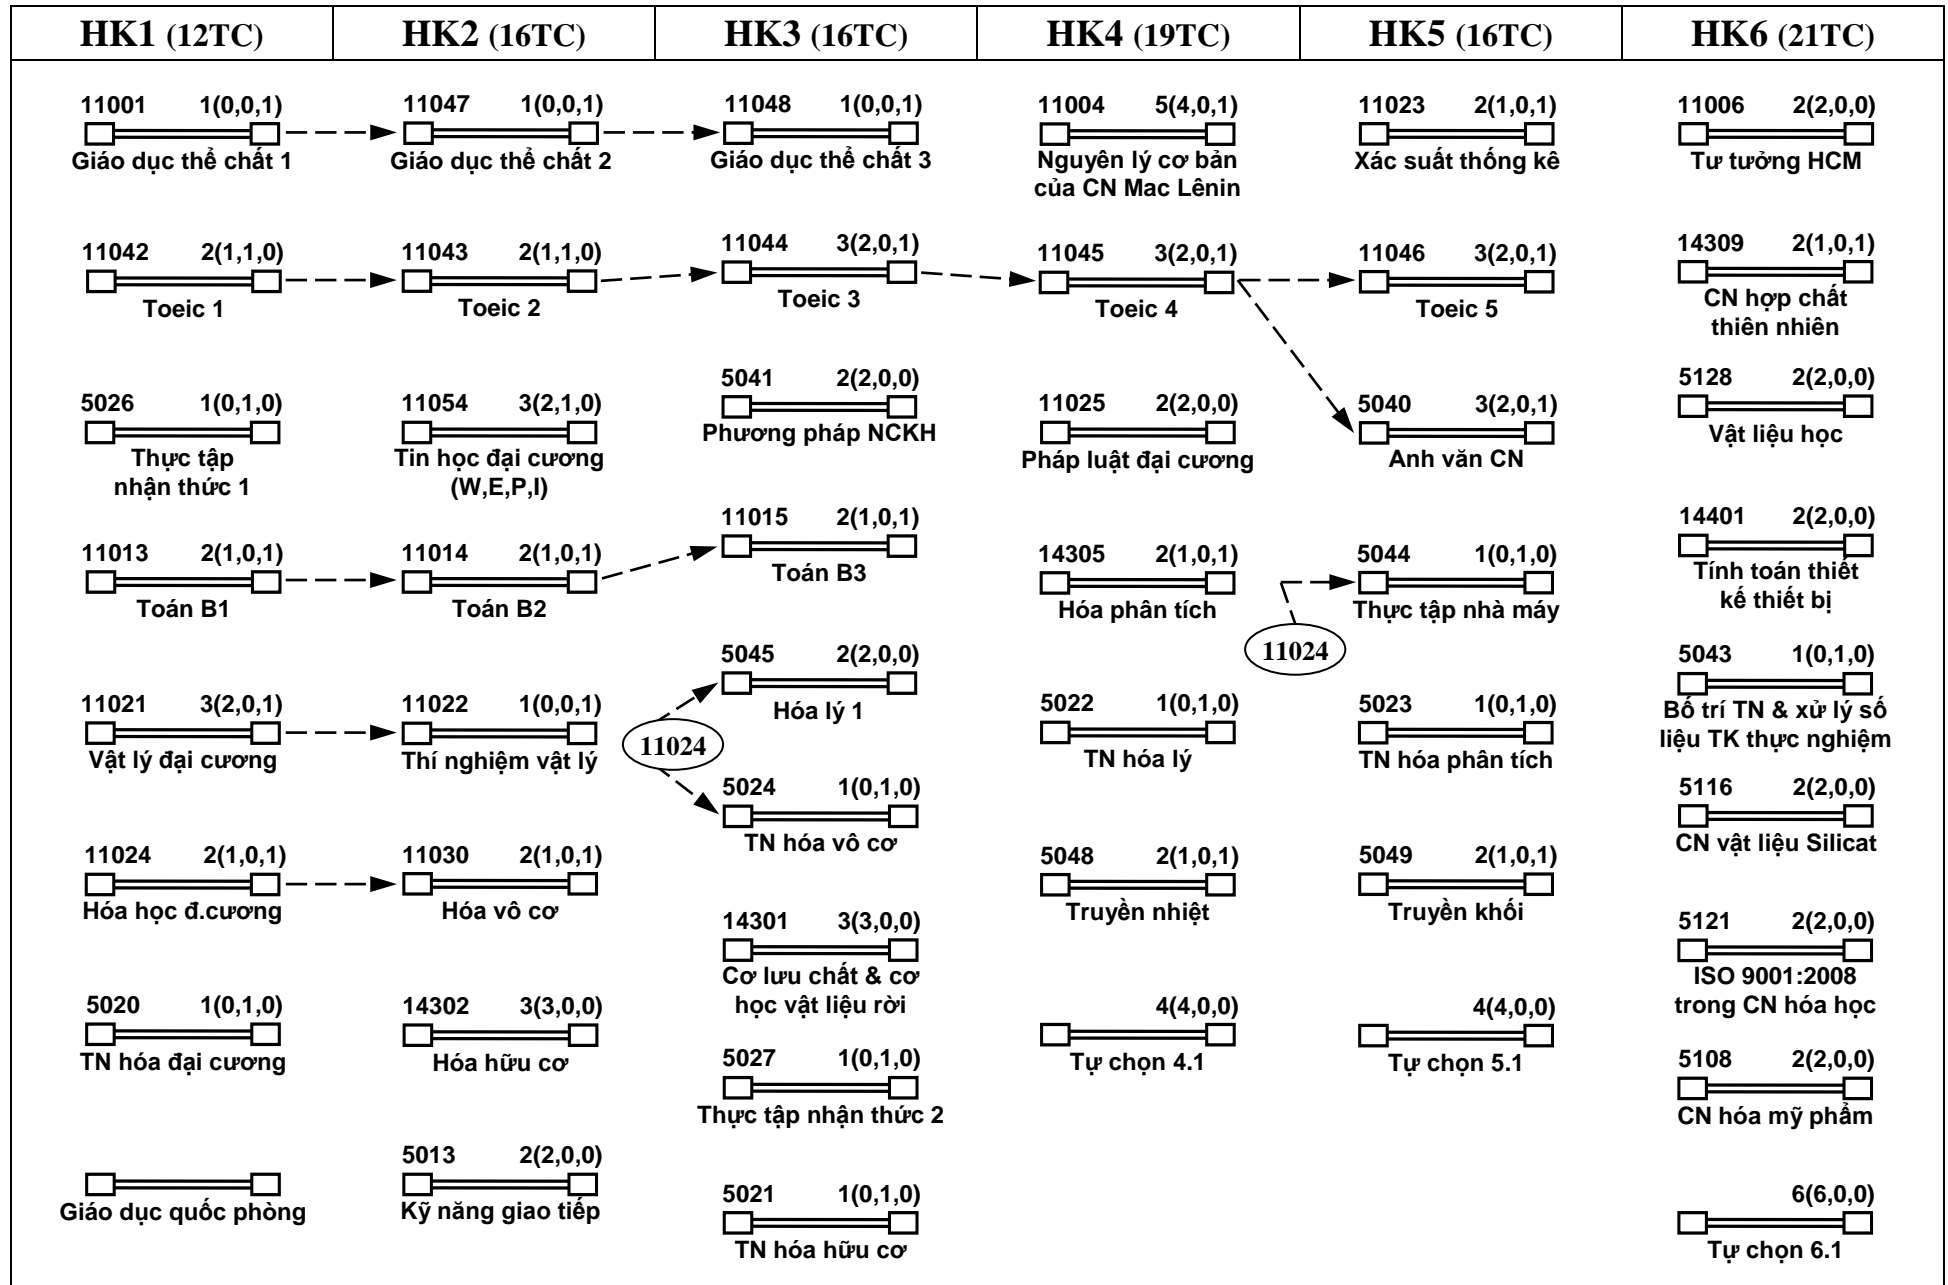 HK1 (12TC)
HK2 (16TC)
HK3 (16TC)
HK4 (19TC)
HK5 (16TC)
HK6 (21TC)
11001 1(0,0,1)
Giáo dục thể chất 1
11042 2(1,1,0)
Toeic 1
5026 1(0,1,0)
Thực tập
nhận thức 1
11013 2(1,0,1)
Toán B1
11021 3(2,0,1)
Vật lý đại cương
11024 2(1,0,1)
Hóa học đ.cương
5020 1(0,1,0)
TN hóa đại cương
Giáo dục quốc phòng
11047 1(0,0,1)
Giáo dục thể chất 2
11043 2(1,1,0)
Toeic 2
11054 3(2,1,0)
Tin học đại cương
(W,E,P,I)
11014 2(1,0,1)
Toán B2
11022 1(0,0,1)
Thí nghiệm vật lý
11030 2(1,0,1)
Hóa vô cơ
14302 3(3,0,0)
Hóa hữu cơ
5013 2(2,0,0)
Kỹ năng giao tiếp
11048 1(0,0,1)
Giáo dục thể chất 3
11044 3(2,0,1)
Toeic 3
5041 2(2,0,0)
Phương pháp NCKH
11015 2(1,0,1)
Toán B3
5045 2(2,0,0)
Hóa lý 1
11024
5024 1(0,1,0)
TN hóa vô cơ
14301 3(3,0,0)
Cơ lưu chất & cơ
học vật liệu rời
5027 1(0,1,0)
Thực tập nhận thức 2
5021 1(0,1,0)
TN hóa hữu cơ
11004 5(4,0,1)
Nguyên lý cơ bản
của CN Mac Lênin
11045 3(2,0,1)
Toeic 4
11025 2(2,0,0)
Pháp luật đại cương
14305 2(1,0,1)
Hóa phân tích
5022 1(0,1,0)
TN hóa lý
5048 2(1,0,1)
Truyền nhiệt
4(4,0,0)
Tự chọn 4.1
11023 2(1,0,1)
Xác suất thống kê
11046 3(2,0,1)
Toeic 5
5040 3(2,0,1)
Anh văn CN
5044 1(0,1,0)
Thực tập nhà máy
11024
5023 1(0,1,0)
TN hóa phân tích
5049 2(1,0,1)
Truyền khối
4(4,0,0)
Tự chọn 5.1
11006 2(2,0,0)
Tư tưởng HCM
14309 2(1,0,1)
CN hợp chất
thiên nhiên
5128 2(2,0,0)
Vật liệu học
14401 2(2,0,0)
Tính toán thiết
kế thiết bị
5043 1(0,1,0)
Bố trí TN & xử lý số
liệu TK thực nghiệm
5116 2(2,0,0)
CN vật liệu Silicat
5121 2(2,0,0)
ISO 9001:2008
trong CN hóa học
5108 2(2,0,0)
CN hóa mỹ phẩm
6(6,0,0)
Tự chọn 6.1